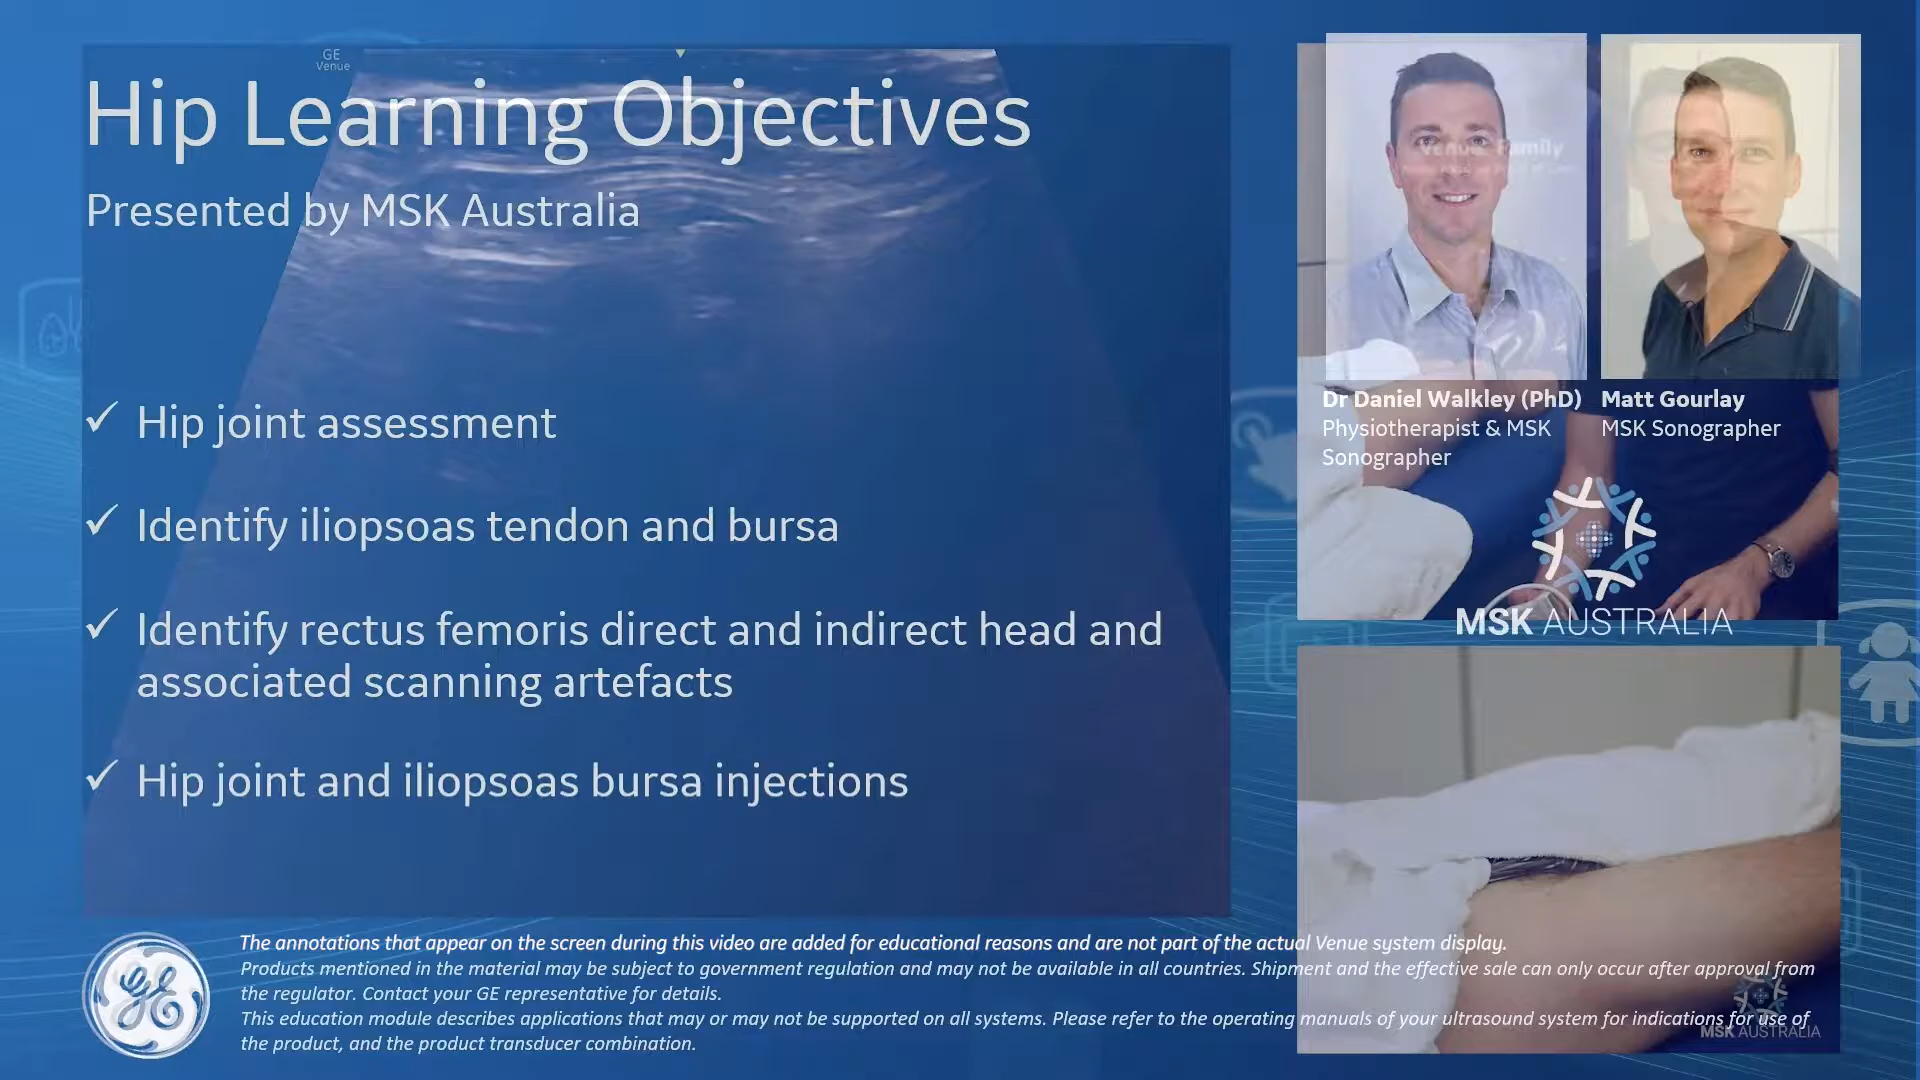 GE
Venue
Hip Learning Objectives
Presented by MSK Australia
✓ Hip joint assessment
✓ Identify iliopsoas tendon and bursa
✓ Identify rectus femoris direct and indirect head and
associated scanning artefacts
✓ Hip joint and iliopsoas bursa injections
Venue Family
Dr Daniel Walkley (PhD)
Physiotherapist & MSK
Sonographer
Matt Gourlay
MSK Sonographer
MSK AUSTRALIA
The annotations that appear on the screen during this video are added for educational reasons and are not part of the actual Venue system display.
Products mentioned in the material may be subject to government regulation and may not be available in all countries. Shipment and the effective sale can only occur after approval from
the regulator. Contact your GE representative for details.
This education module describes applications that may or may not be supported on all systems. Please refer to the operating manuals of your ultrasound system for indications for use of
the product, and the product transducer combination.
GE
MSK AUSTRALIA